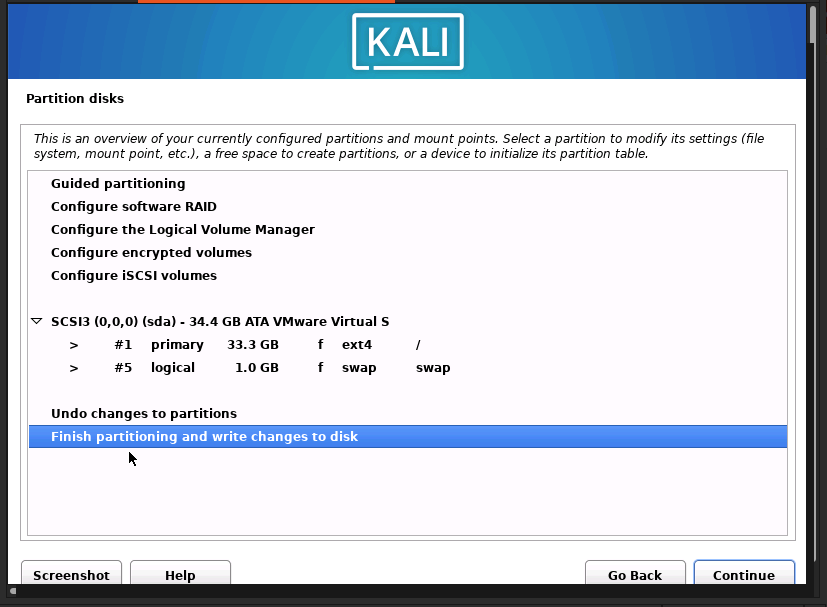 KALI
Partition disks
This is an overview of your currently configured partitions and mount points. Select a partition to modify its settings (file
system, mount point, etc.), a free space to create partitions, or a device to initialize its partition table.
Guided partitioning
Configure software RAID
Configure the Logical Volume Manager
Configure encrypted volumes
Configure iSCSI volumes
SCSI3 (0,0,0) (sda) - 34.4 GB ATA VMware Virtual S
> #1 primary 33.3 GB f ext4 /
> #5 logical 1.0 GB f swap swap
Undo changes to partitions
Finish partitioning and write changes to disk
Screenshot Help Go Back Continue